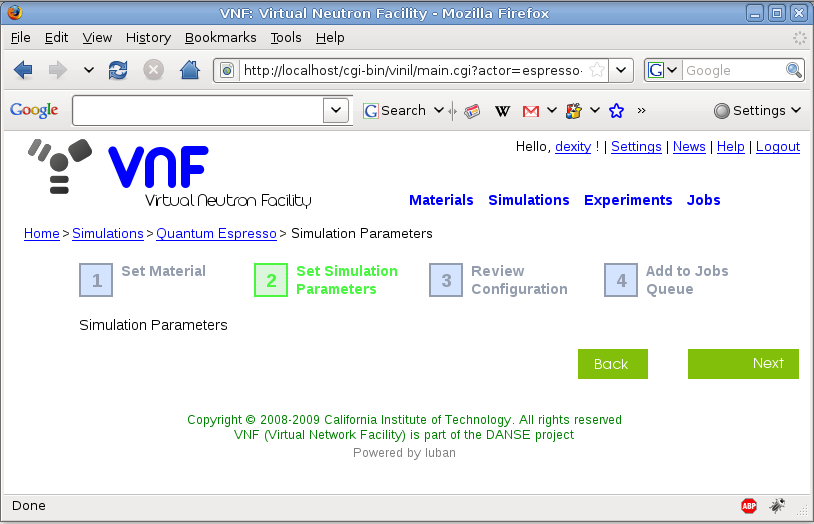 VNF: Virtual Neutron Facility - Mozilla Firefox
File Edit View History Bookmarks Tools Help
http://localhost/cgi-bin/vinil/main.cgi?actor=espresso-
G Google
Google G Search W » Settings
Hello, dexity ! | Settings | News | Help | Logout
VNF
Virtual Neutron Facility
Materials Simulations Experiments Jobs
Home > Simulations > Quantum Espresso > Simulation Parameters
1 Set Material
2 Set Simulation
Parameters
3 Review
Configuration
4 Add to Jobs
Queue
Simulation Parameters
Back Next
Copyright © 2008-2009 California Institute of Technology. All rights reserved
VNF (Virtual Network Facility) is part of the DANSE project
Powered by luban
Done ABP